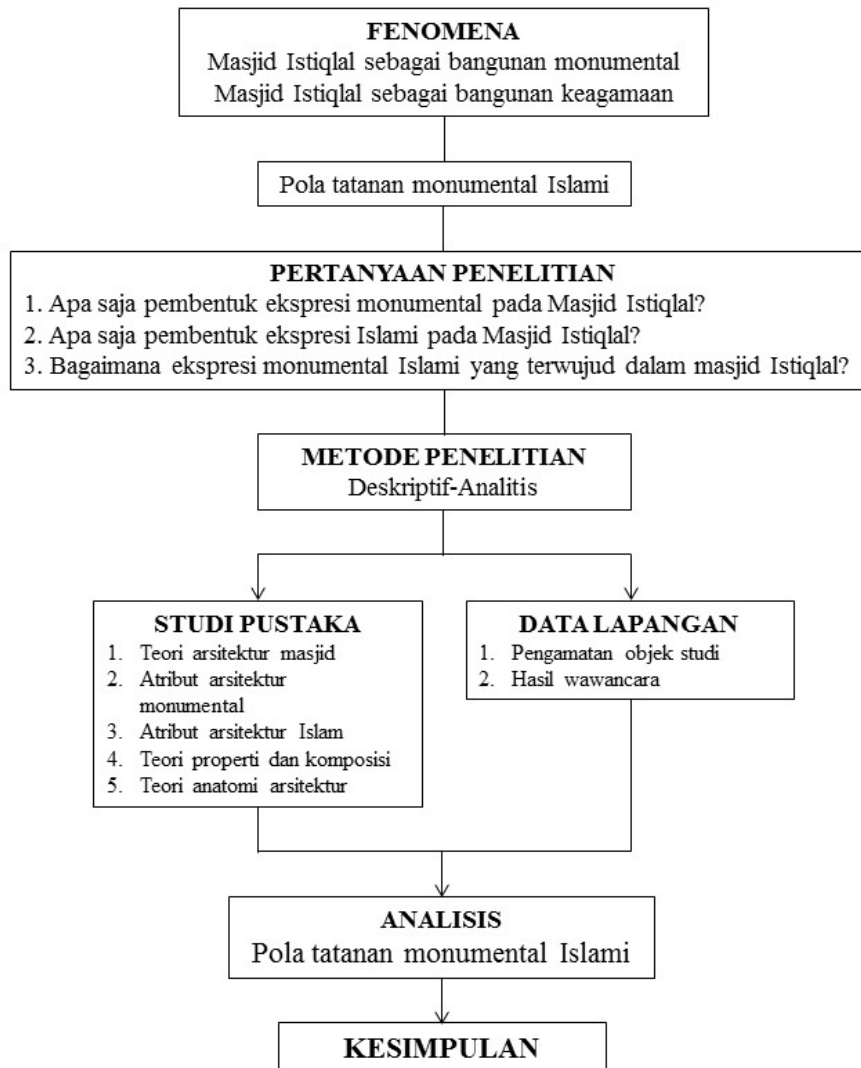 FENOMENA
Masjid Istiqlal sebagai bangunan monumental
Masjid Istiqlal sebagai bangunan keagamaan
Pola tatanan monumental Islami
PERTANYAAN PENELITIAN
1. Apa saja pembentuk ekspresi monumental pada Masjid Istiqlal?
2. Apa saja pembentuk ekspresi Islami pada Masjid Istiqlal?
3. Bagaimana ekspresi monumental Islami yang terwujud dalam masjid Istiqlal?
METODE PENELITIAN
Deskriptif-Analitis
STUDI PUSTAKA
1. Teori arsitektur masjid
2. Atribut arsitektur
monumental
3. Atribut arsitektur Islam
4. Teori properti dan komposisi
5. Teori anatomi arsitektur
DATA LAPANGAN
1. Pengamatan objek studi
2. Hasil wawancara
ANALISIS
Pola tatanan monumental Islami
KESIMPULAN